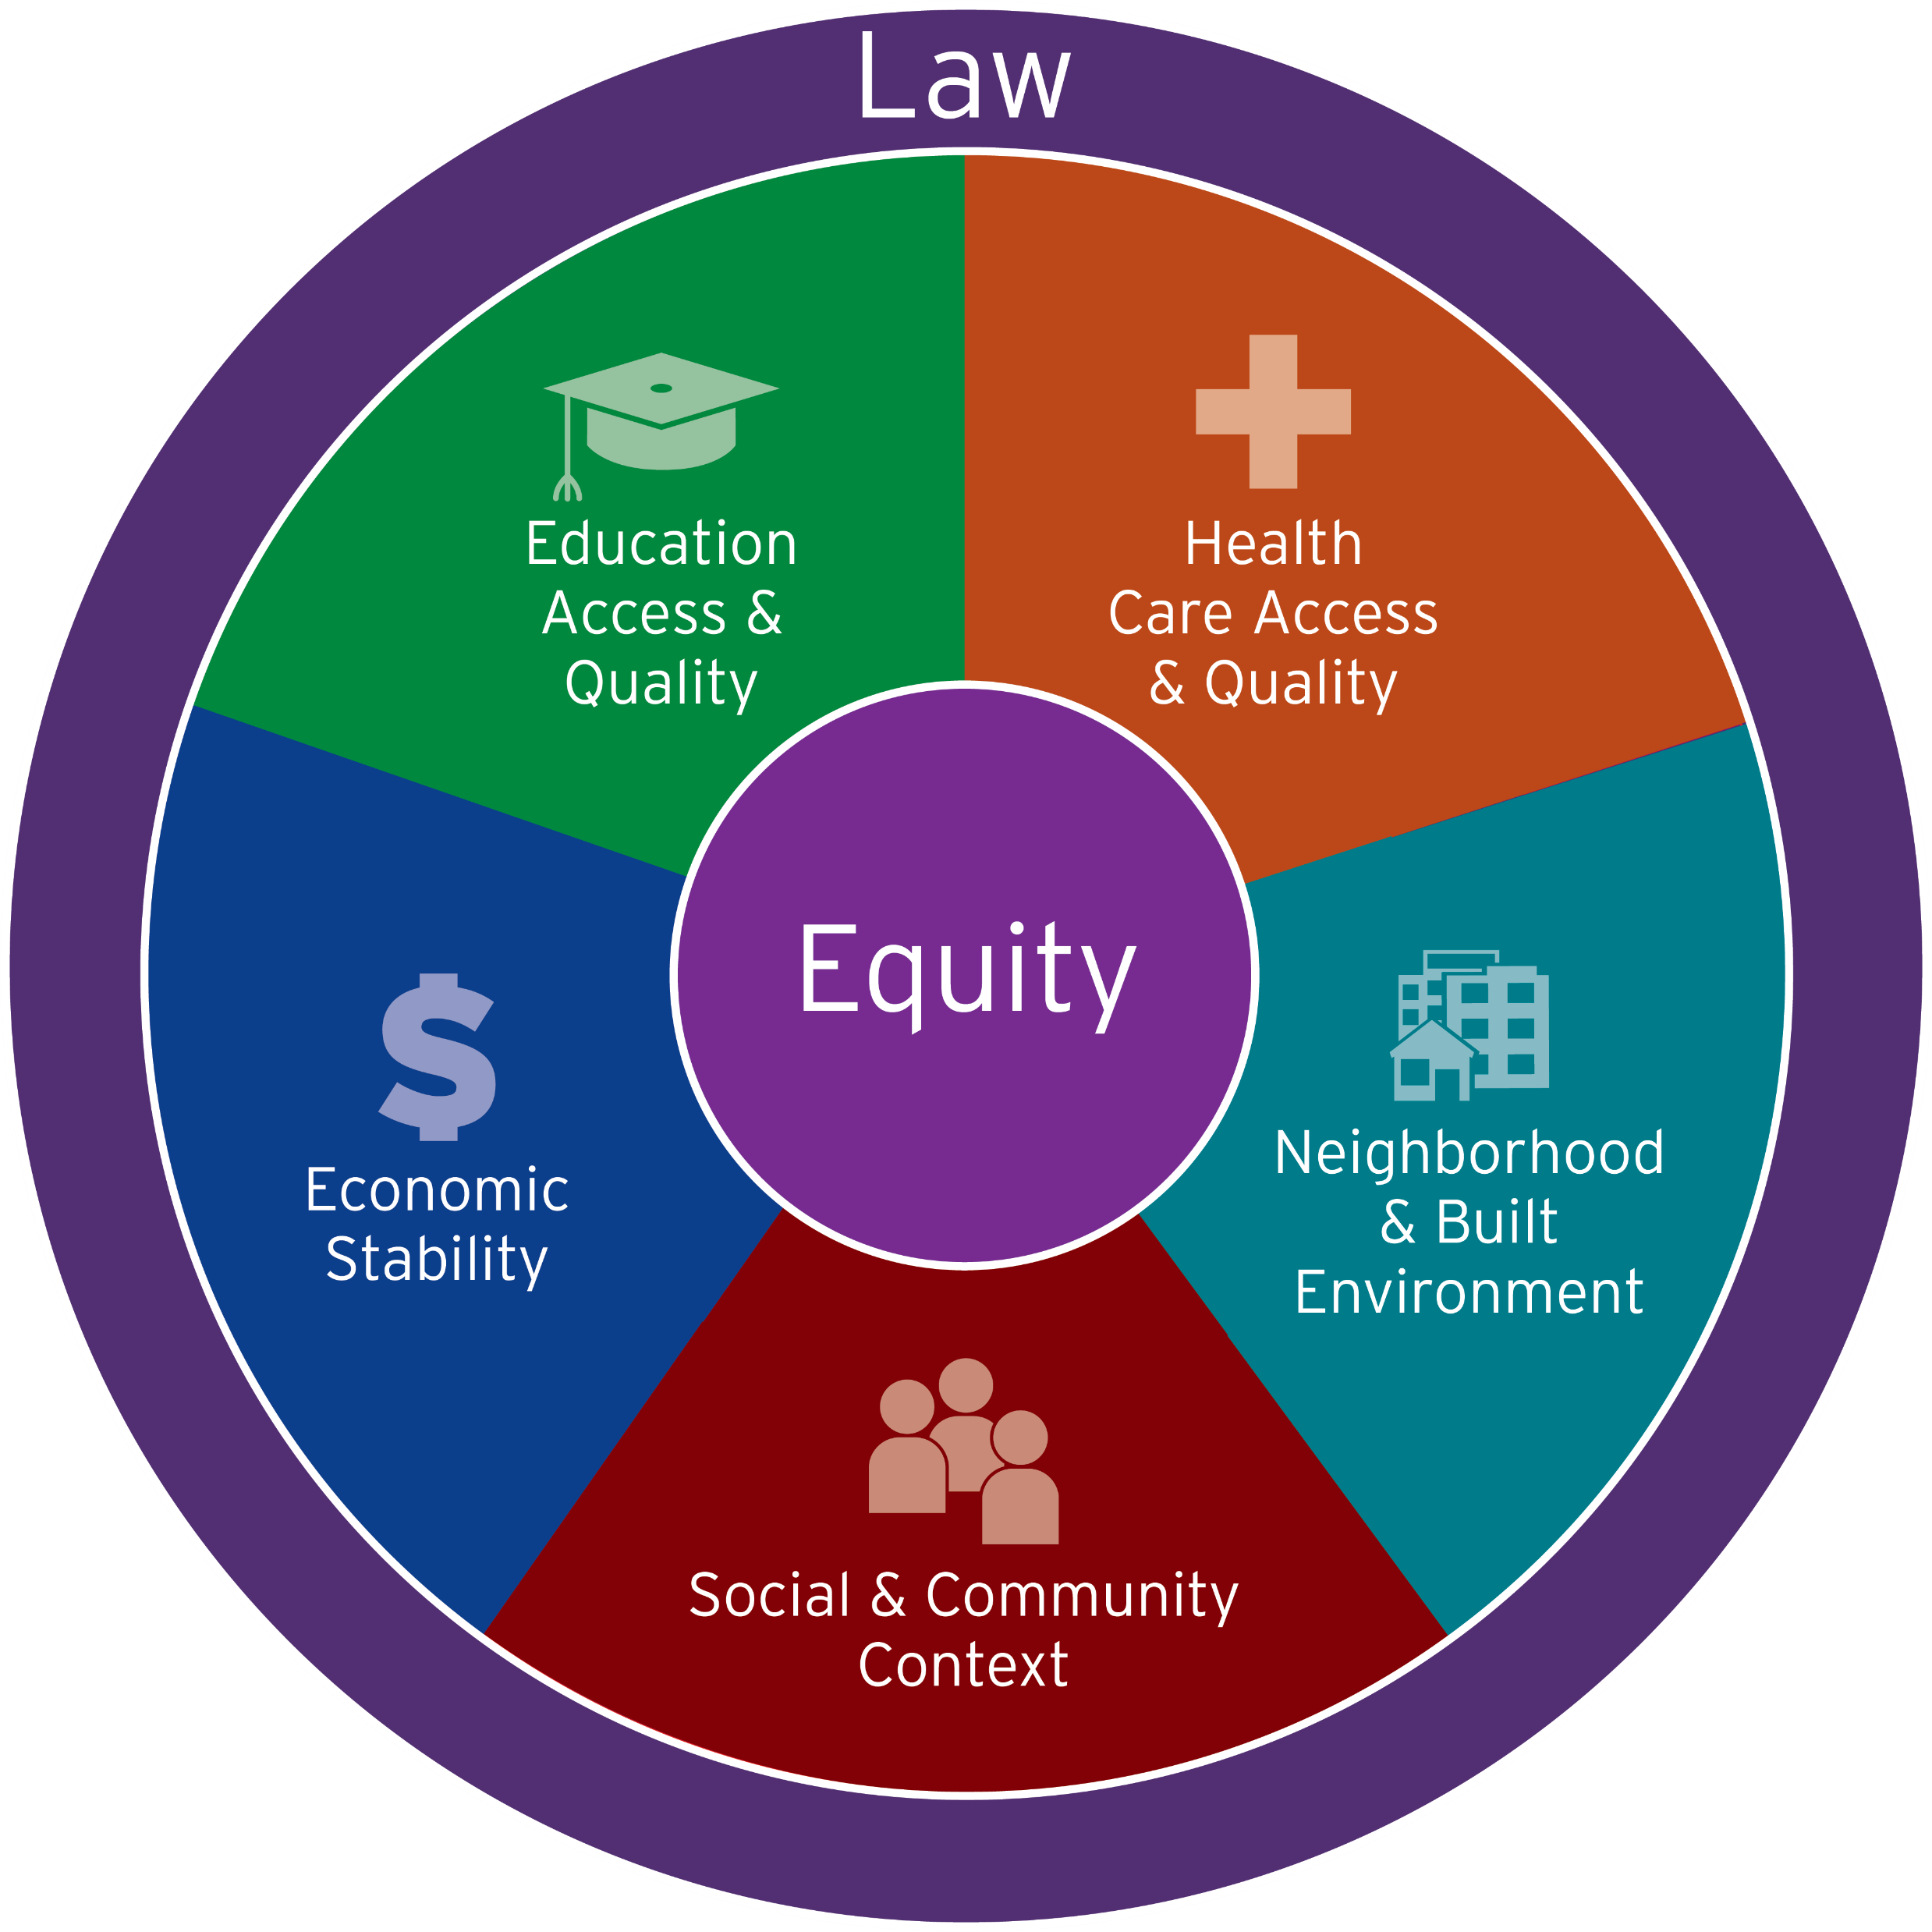 Law
Education
Access &
Quality
Health
Care Access
& Quality
Equity
Economic
Stability
Neighborhood
& Built
Environment
Social & Community
Context